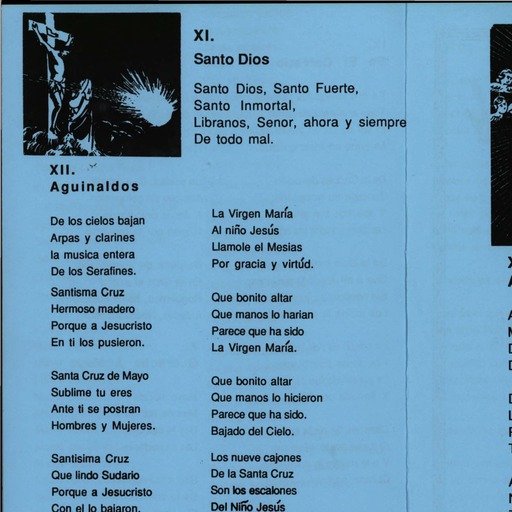 XI.
Santo Dios
Santo Dios, Santo Fuerte,
Santo Inmortal,
Libranos, Senor, ahora y siempre
De todo mal.
XII.
Aguinaldos
De los cielos bajan
Arpas y clarines
la musica entera
De los Serafines.
Santisma Cruz
Hermoso madero
Porque a Jesucristo
En ti los pusieron.
Santa Cruz de Mayo
Sublime tu eres
Ante ti se postran
Hombres y Mujeres.
Santisima Cruz
Que lindo Sudario
Porque a Jesucristo
Con el lo bajaron.
La Virgen María
Al niño Jesús
Llamole el Mesias
Por gracia y virtúd.
Que bonito altar
Que manos lo harian
Parece que ha sido
La Virgen María.
Que bonito altar
Que manos lo hicieron
Parece que ha sido.
Bajado del Cielo.
Los nueve cajones
De la Santa Cruz
Son los escalones
Del Niño Jesús